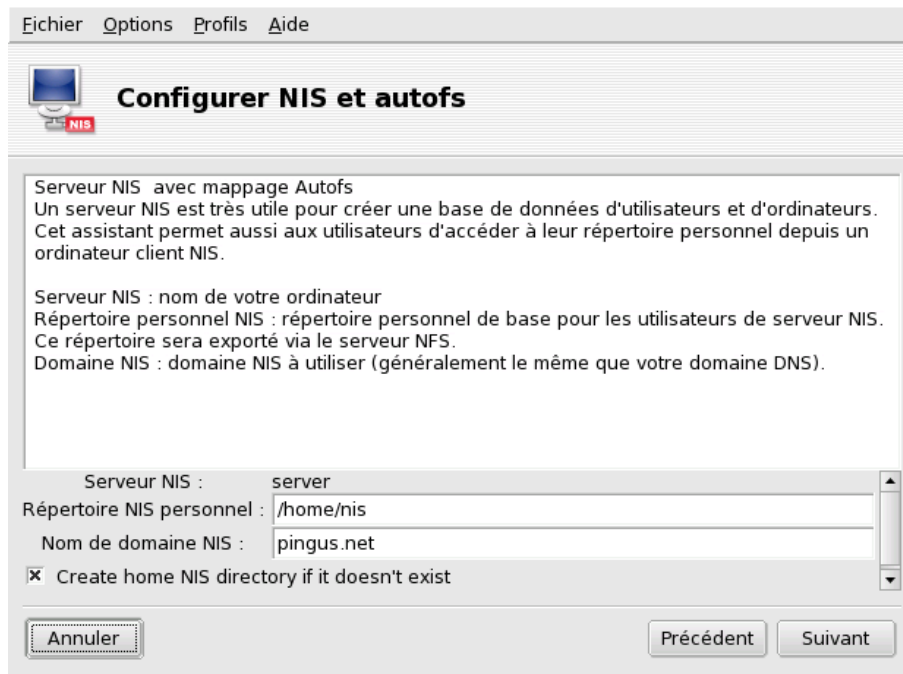 Fichier Options Profils Aide
NIS
Configurer NIS et autofs
Serveur NIS  avec mappage Autofs
Un serveur NIS est très utile pour créer une base de données d'utilisateurs et d'ordinateurs.
Cet assistant permet aussi aux utilisateurs d'accéder à leur répertoire personnel depuis un
ordinateur client NIS.
Serveur NIS : nom de votre ordinateur
Répertoire personnel NIS : répertoire personnel de base pour les utilisateurs de serveur NIS.
Ce répertoire sera exporté via le serveur NFS.
Domaine NIS : domaine NIS à utiliser (généralement le même que votre domaine DNS).
Serveur NIS : server
Répertoire NIS personnel : /home/nis
Nom de domaine NIS : pingus.net
Create home NIS directory if it doesn't exist
Annuler Précédent Suivant